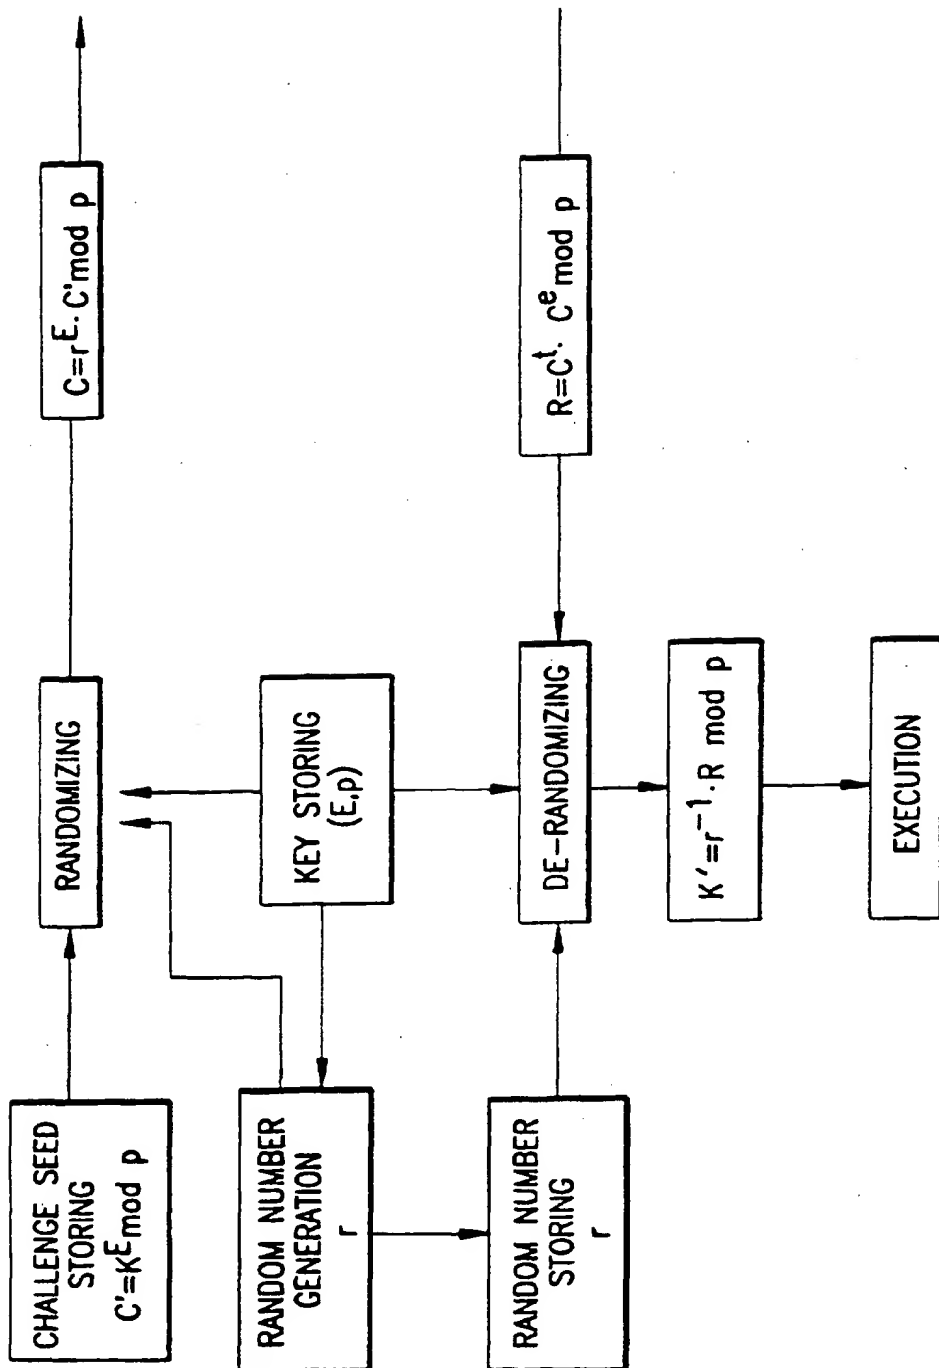 CHALLENGE SEED
STORING
C'=K^E mod p
RANDOMIZING
C=r^E·C' mod p
RANDOM NUMBER
GENERATION
r
KEY STORING
(E,p)
RANDOM NUMBER
STORING
r
DE-RANDOMIZING
R=C^t·C^e mod p
K'=r^-1·R mod p
EXECUTION